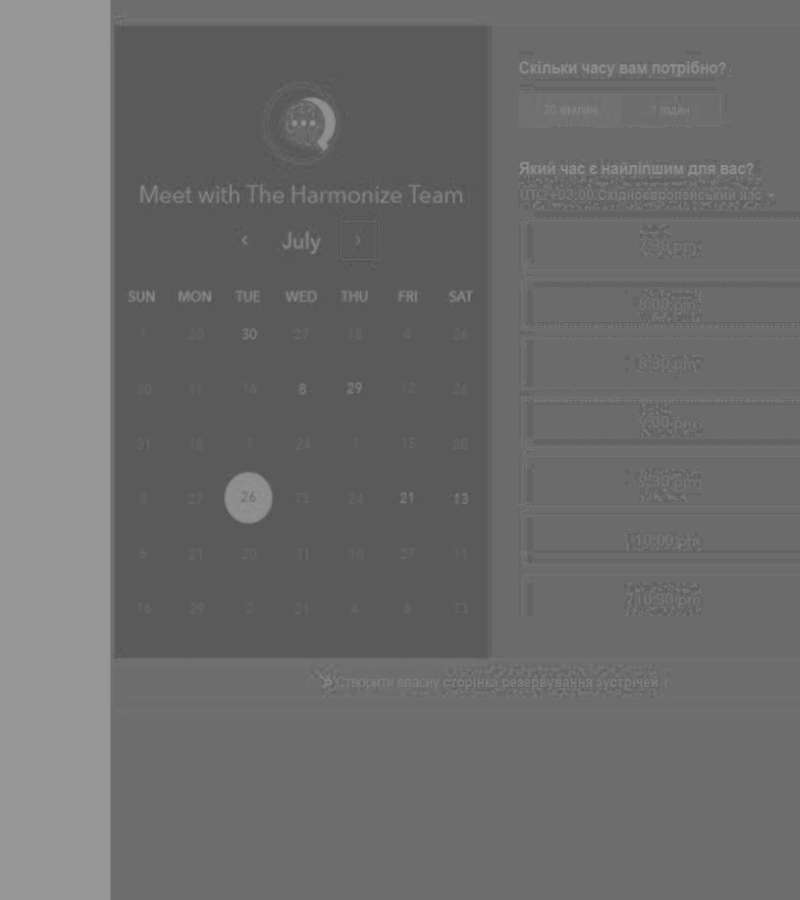 Meet with The Harmonize Team
July
SUN MON TUE WED THU FRI SAT
1 20 30 27 18 4 26
30 11 16 8 29 12 26
31 18 7 24 1 15 28
6 27 26 13 24 21 13
6 21 20 31 10 27 11
16 29 2 21 4 6 13
Скільки часу вам потрібно?
30 хвилин 1 годин
Який час є найліпшим для вас?
UTC +03:00 Східноєвропейський час
7:30 pm
8:00 pm
8:30 pm
9:00 pm
9:30 pm
10:00 pm
10:30 pm
Створити власну сторінка резервування зустрічей